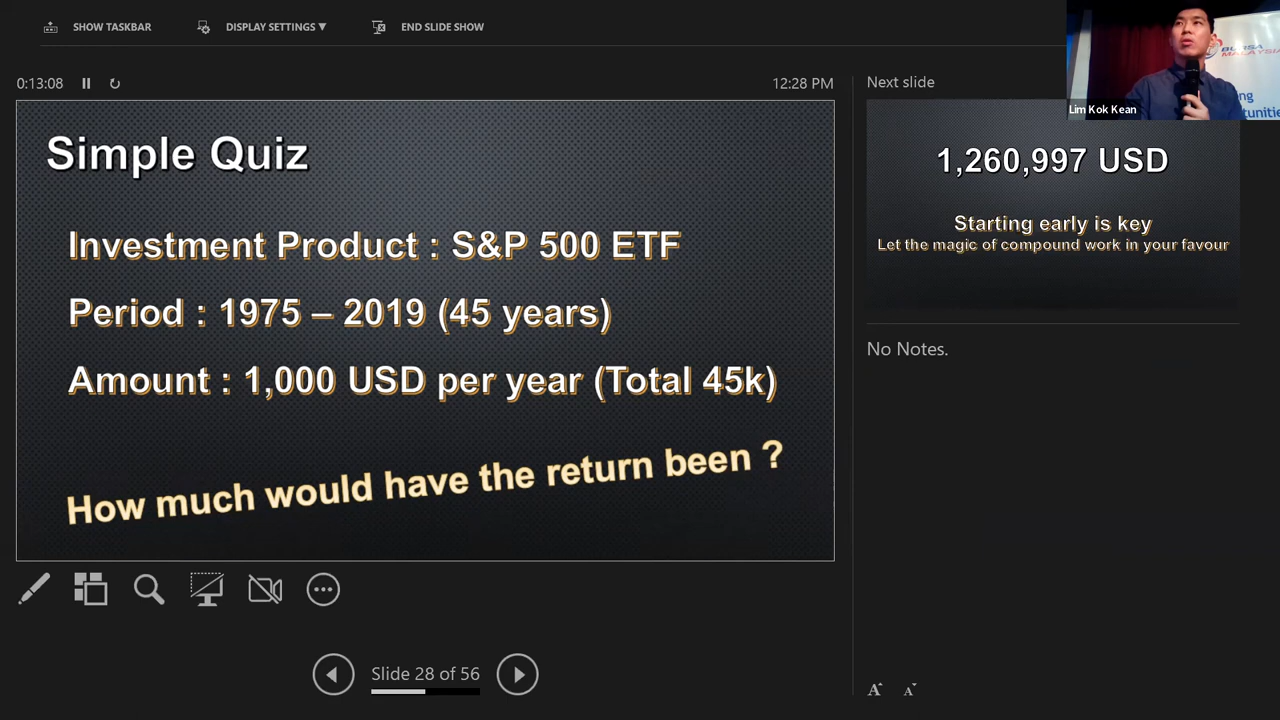 SHOW TASKBAR
DISPLAY SETTINGS ▼
END SLIDE SHOW
0:13:08
12:28 PM
Simple Quiz
Investment Product : S&P 500 ETF
Period : 1975 – 2019 (45 years)
Amount : 1,000 USD per year (Total 45k)
How much would have the return been ?
Slide 28 of 56
Next slide
1,260,997 USD
Starting early is key
Let the magic of compound work in your favour
No Notes.
A A
BURSA
MALAYSIA
Lim Kok Kean